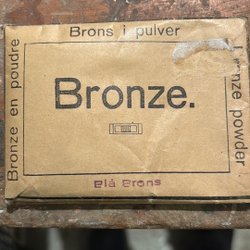 Brons i pulver
Bronze en poudre
Bronze.
Bronze powder
Blå Brons